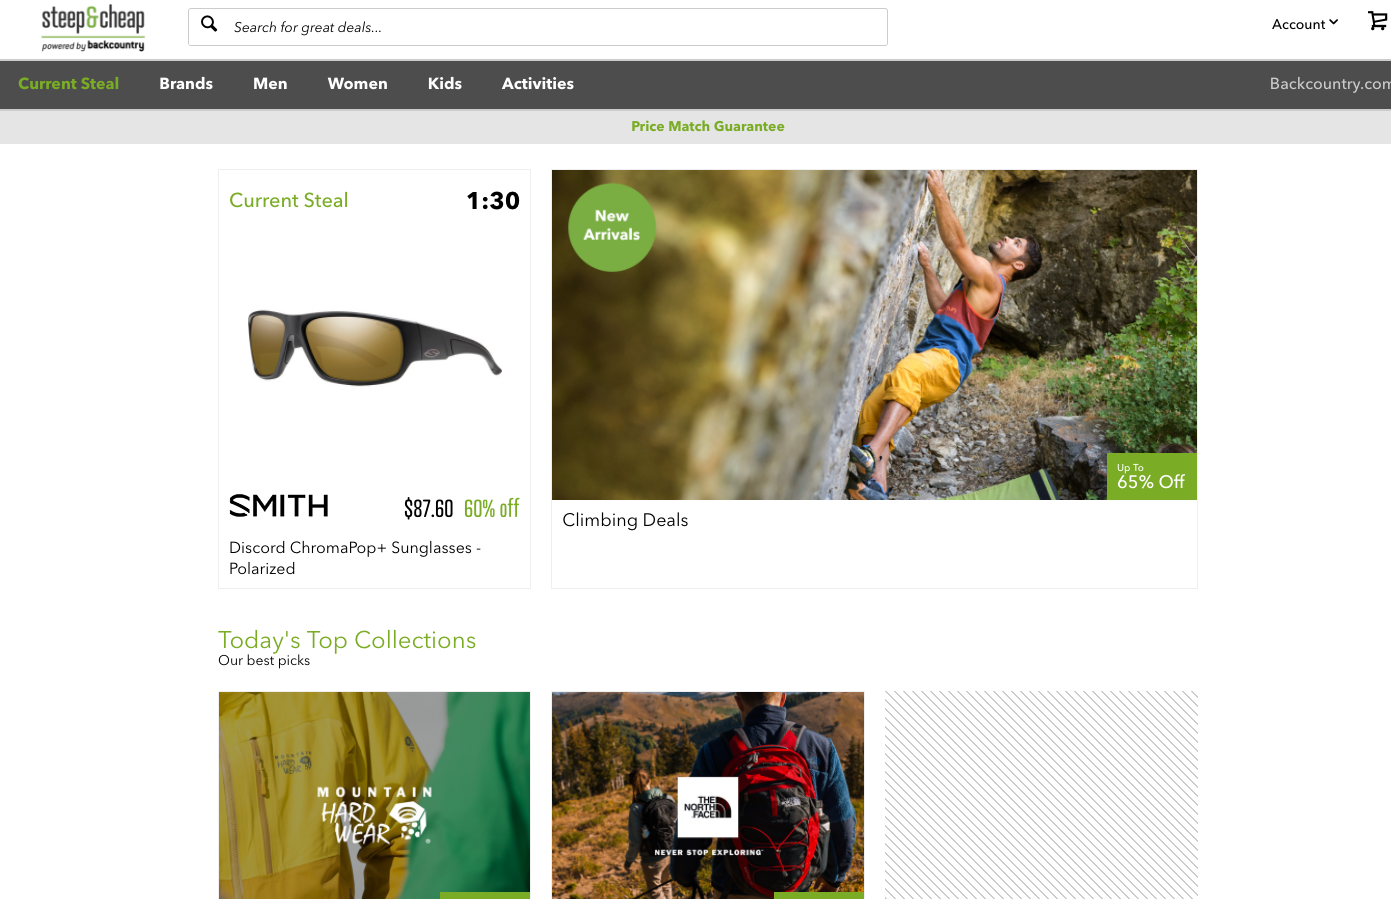 steep&cheap
powered by backcountry
Search for great deals...
Account
Current Steal
Brands
Men
Women
Kids
Activities
Backcountry.com
Price Match Guarantee
Current Steal
1:30
SMITH
$87.60 60% off
Discord ChromaPop+ Sunglasses -
Polarized
New
Arrivals
Up To
65% Off
Climbing Deals
Today's Top Collections
Our best picks
MOUNTAIN
HARD
WEAR
MOUNTAIN
HARD
WEAR
THE
NORTH
FACE
NEVER STOP EXPLORING